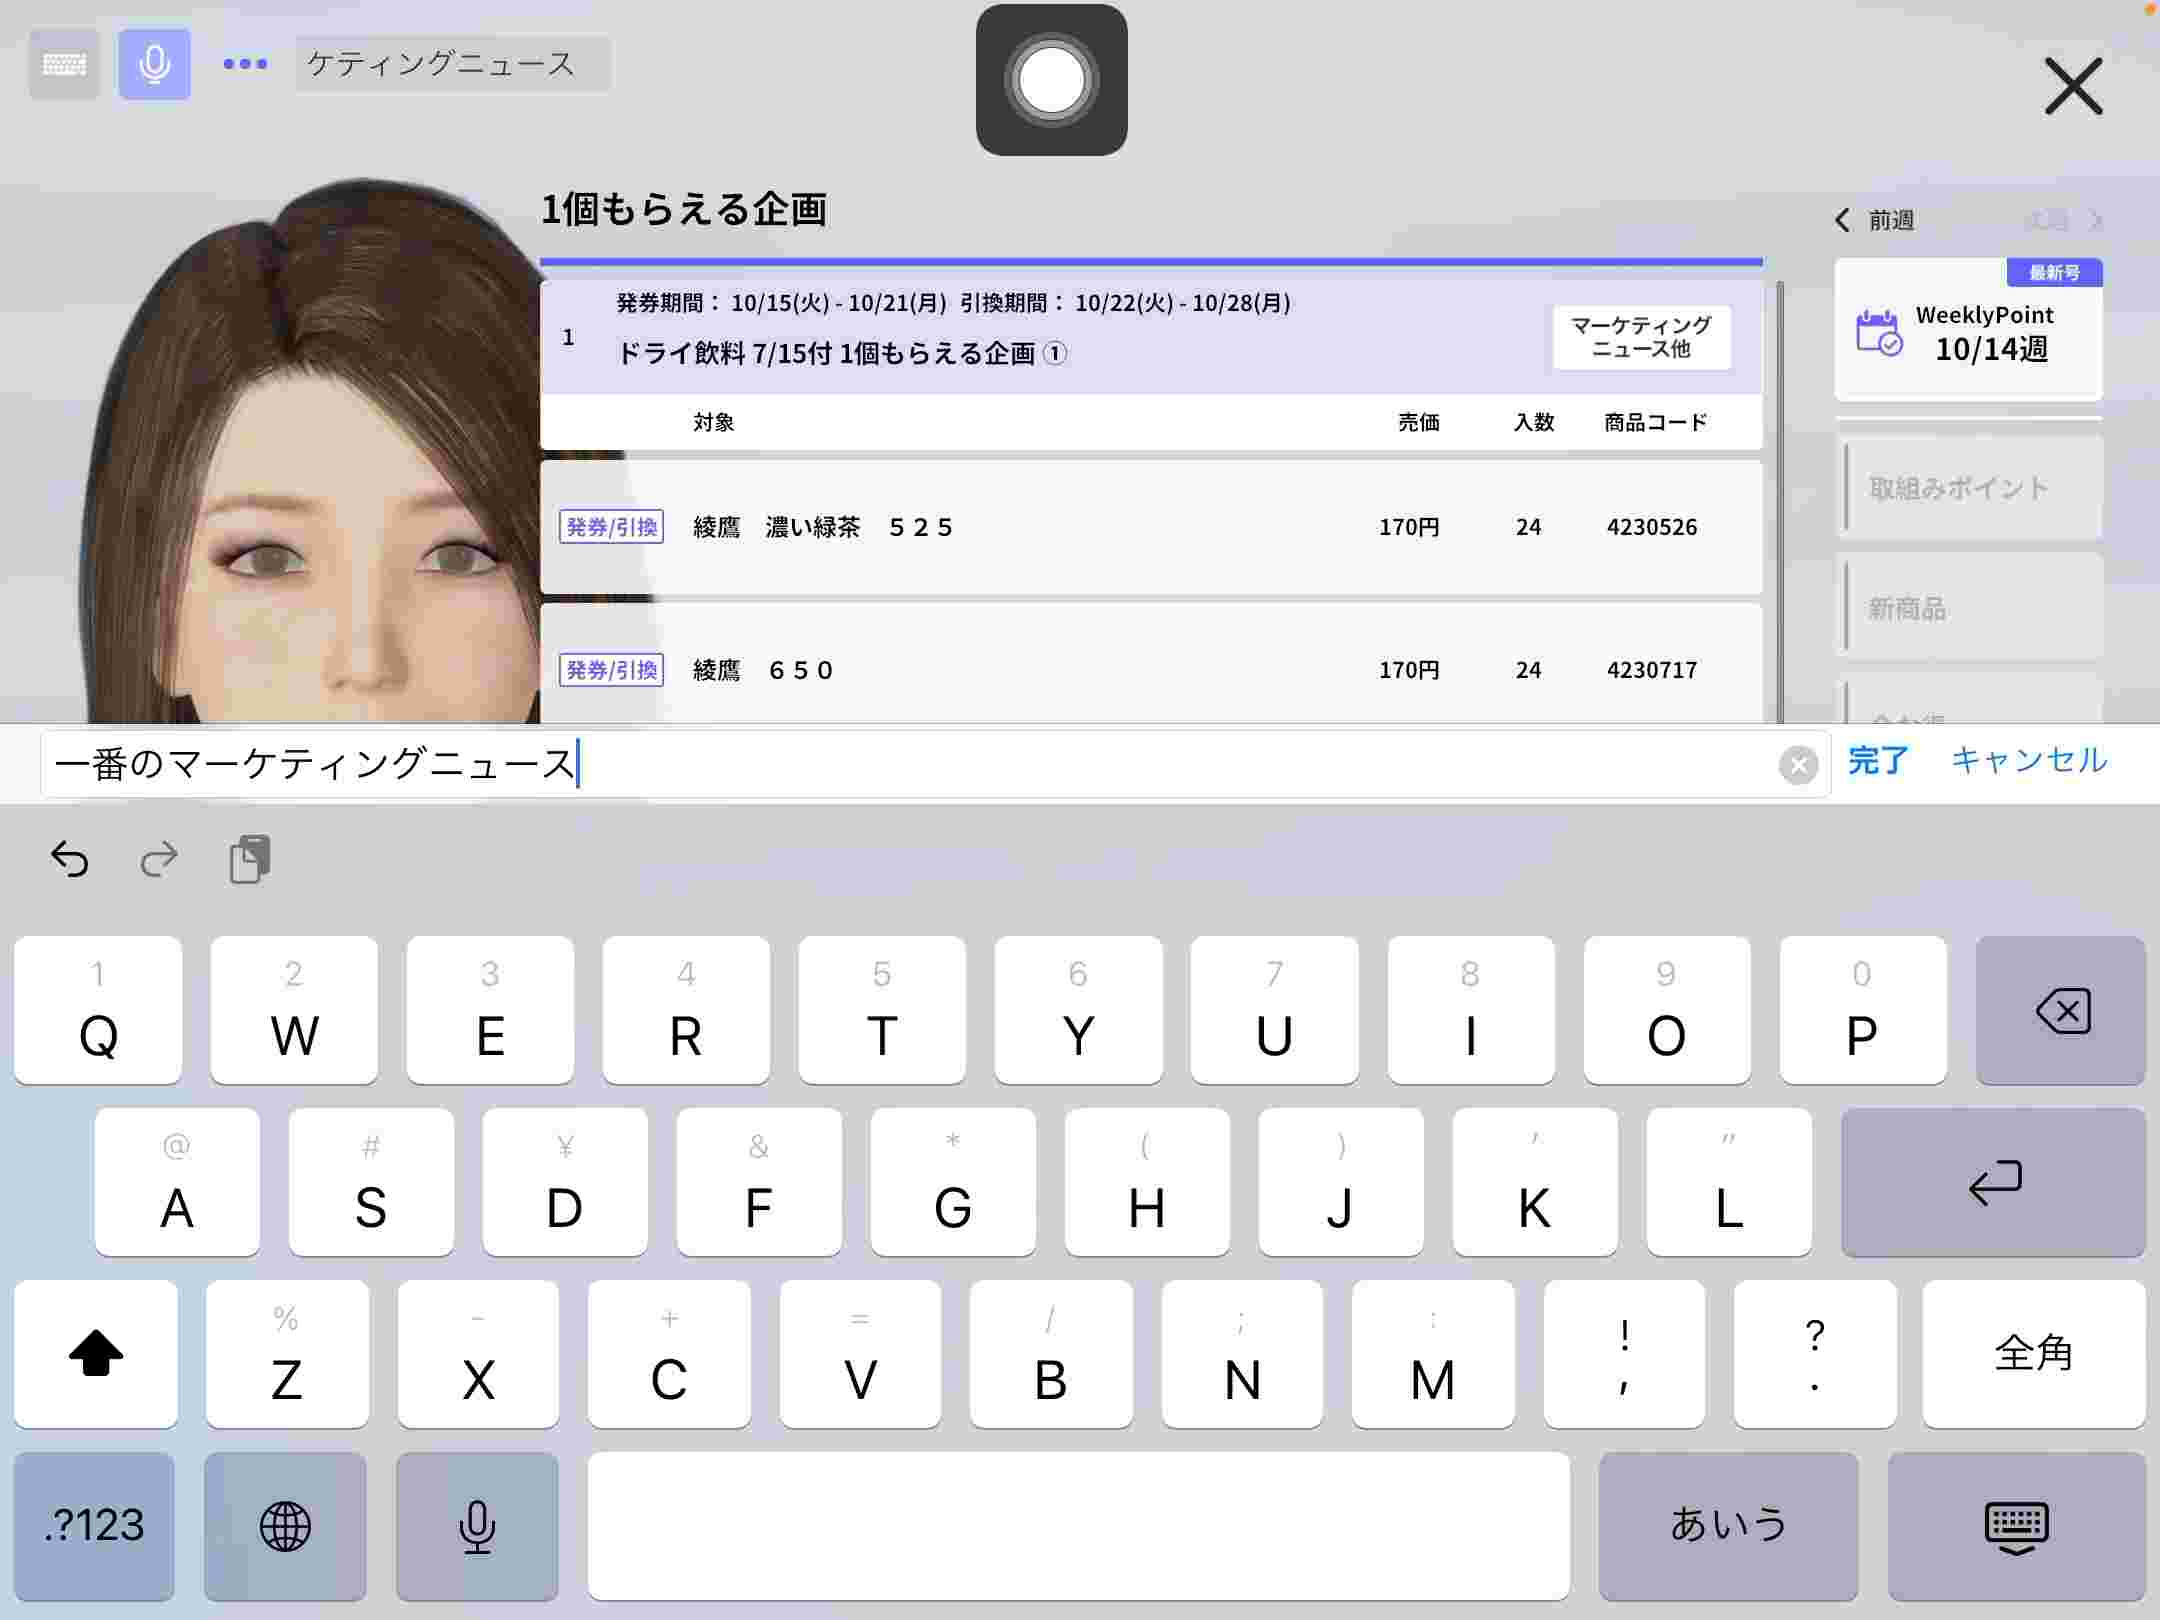 ケティングニュース
1個もらえる企画
前週
最新号
WeeklyPoint
10/14週
発券期間： 10/15(火) - 10/21(月) 引換期間： 10/22(火) - 10/28(月)
1
ドライ飲料 7/15付 1個もらえる企画 ①
マーケティング
ニュース他
対象 売価 入数 商品コード
発券/引換 綾鷹　濃い緑茶　５２５ 170円 24 4230526
発券/引換 綾鷹　６５０ 170円 24 4230717
取組みポイント
新商品
一番のマーケティングニュース 完了 キャンセル
1 2 3 4 5 6 7 8 9 0
Q W E R T Y U I O P
@ # ¥ & * ( ) ' "
A S D F G H J K L
% - + = / ; : ! ?
Z X C V B N M , . 全角
.?123 あいう